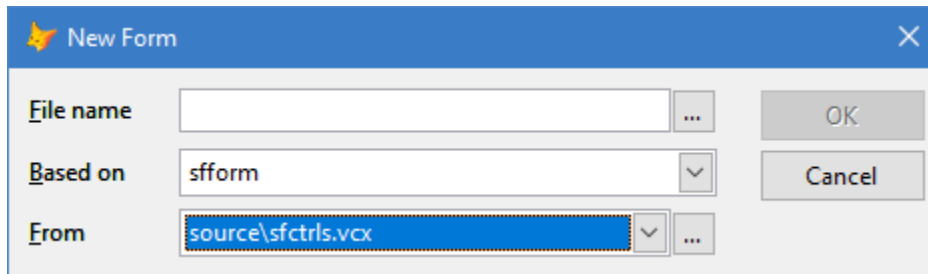 New Form
File name ...
OK
Based on sfform
Cancel
From source\sfctrls.vcx ...